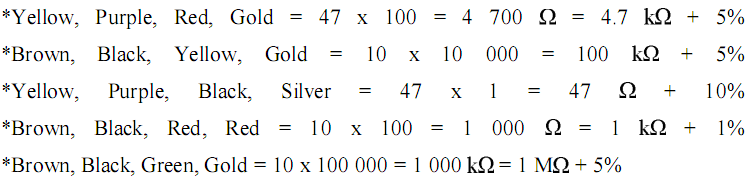 *Yellow, Purple, Red, Gold = 47 x 100 = 4 700 Ω = 4.7 kΩ + 5%
*Brown, Black, Yellow, Gold = 10 x 10 000 = 100 kΩ + 5%
*Yellow, Purple, Black, Silver = 47 x 1 = 47 Ω + 10%
*Brown, Black, Red, Red = 10 x 100 = 1 000 Ω = 1 kΩ + 1%
*Brown, Black, Green, Gold = 10 x 100 000 = 1 000 kΩ = 1 MΩ + 5%